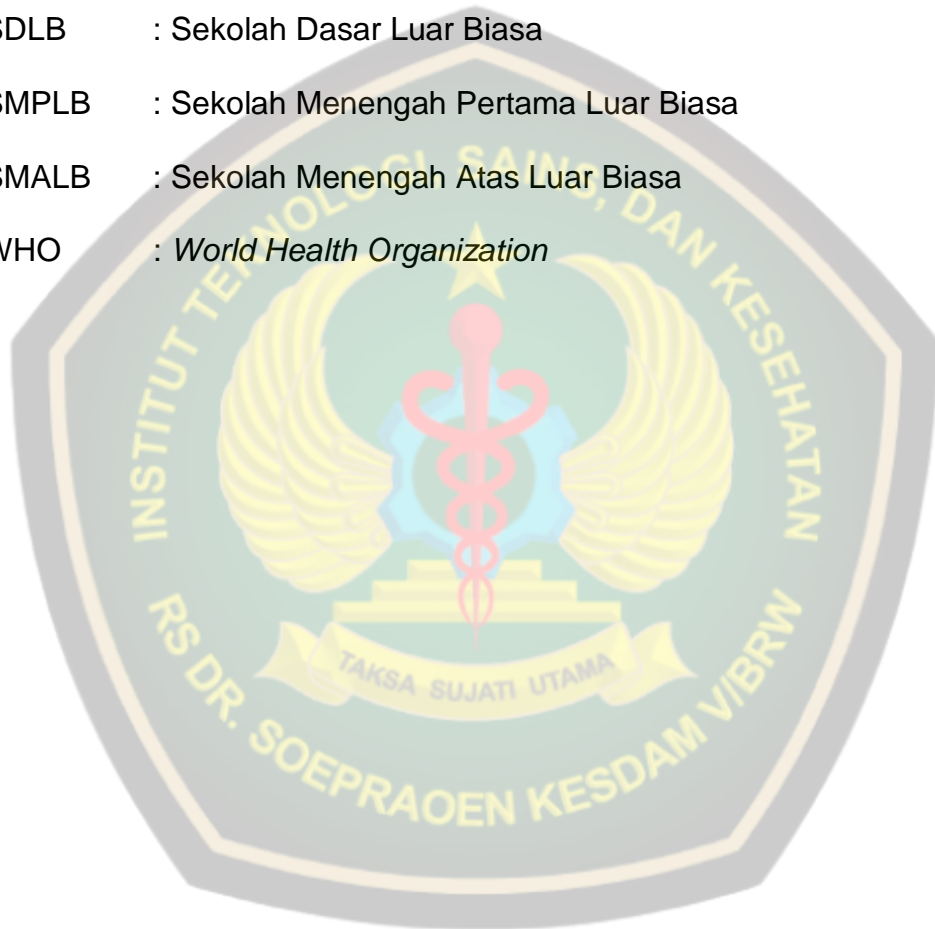 SDLB : Sekolah Dasar Luar Biasa
SMPLB : Sekolah Menengah Pertama Luar Biasa
SMALB : Sekolah Menengah Atas Luar Biasa
WHO : World Health Organization
INSTITUT TEKNOLOGI, SAINS, DAN KESEHATAN
TAKSA SUJATI UTAMA
RS DR. SOEPRAOEN KESDAM V/BRW